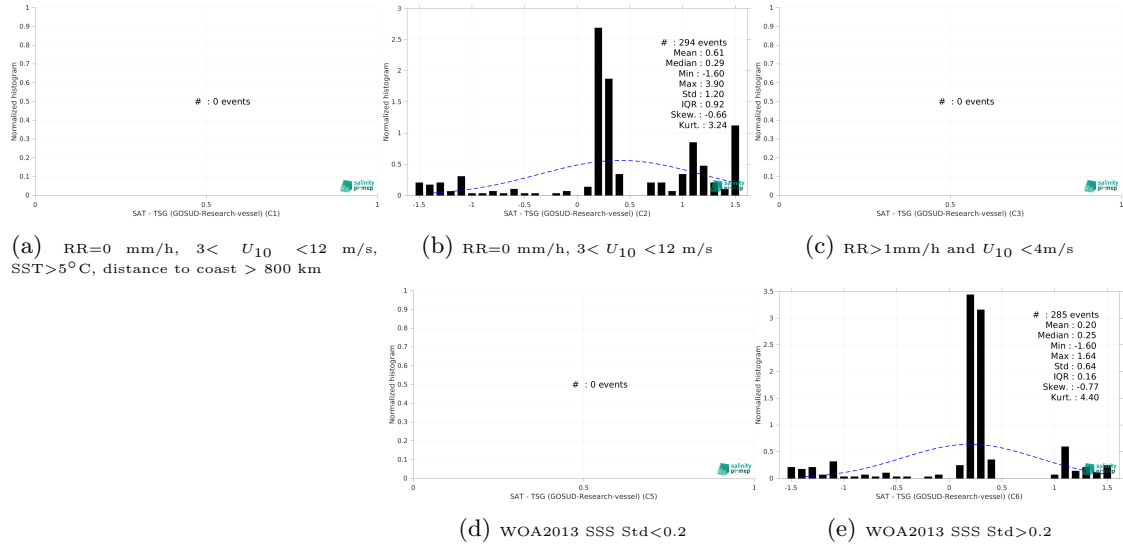 1
0.9
0.8
0.7
0.6
0.5
0.4
0.3
0.2
0.1
0
Normalized histogram
# : 0 events
salinity
pi-mep
0
0.5
1
SAT - TSG (GOSUD-Research-vessel) (C1)
3
2.5
2
1.5
1
0.5
0
Normalized histogram
# : 294 events
Mean : 0.61
Median : 0.29
Min : -1.60
Max : 3.90
Std : 1.20
IQR : 0.92
Skew. : -0.66
Kurt. : 3.24
salinity
pi-mep
-1.5
-1
-0.5
0
0.5
1
1.5
SAT - TSG (GOSUD-Research-vessel) (C2)
1
0.9
0.8
0.7
0.6
0.5
0.4
0.3
0.2
0.1
0
Normalized histogram
# : 0 events
salinity
pi-mep
0
0.5
1
SAT - TSG (GOSUD-Research-vessel) (C3)
(a) RR=0 mm/h, 3< U10 <12 m/s,
SST>5°C, distance to coast > 800 km
(b) RR=0 mm/h, 3< U10 <12 m/s
(c) RR>1mm/h and U10 <4m/s
1
0.9
0.8
0.7
0.6
0.5
0.4
0.3
0.2
0.1
0
Normalized histogram
# : 0 events
salinity
pi-mep
0
0.5
1
SAT - TSG (GOSUD-Research-vessel) (C5)
3.5
3
2.5
2
1.5
1
0.5
0
Normalized histogram
# : 285 events
Mean : 0.20
Median : 0.25
Min : -1.60
Max : 1.64
Std : 0.64
IQR : 0.16
Skew. : -0.77
Kurt. : 4.40
salinity
pi-mep
-1.5
-1
-0.5
0
0.5
1
1.5
SAT - TSG (GOSUD-Research-vessel) (C6)
(d) WOA2013 SSS Std<0.2
(e) WOA2013 SSS Std>0.2